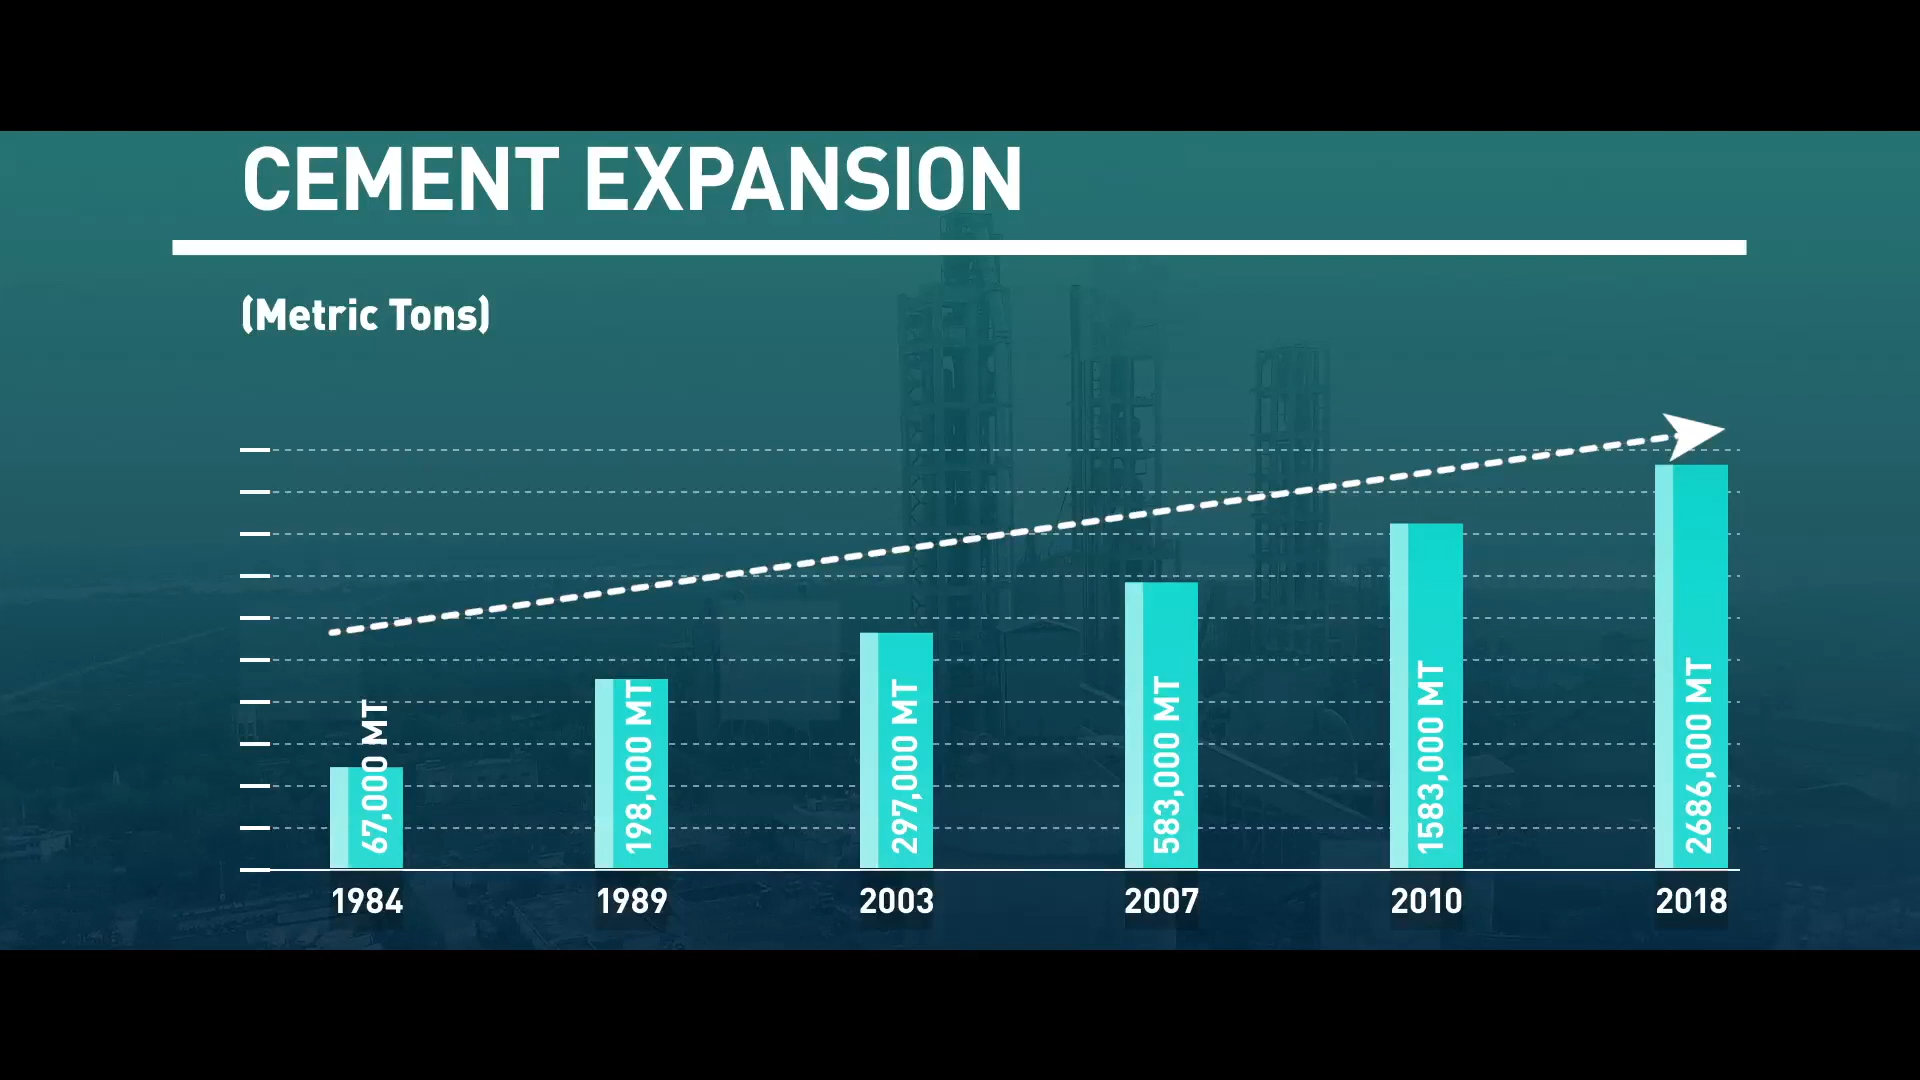 CEMENT EXPANSION
(Metric Tons)
67,000 MT
198,000 MT
297,000 MT
583,000 MT
1583,000 MT
2686,000 MT
1984
1989
2003
2007
2010
2018